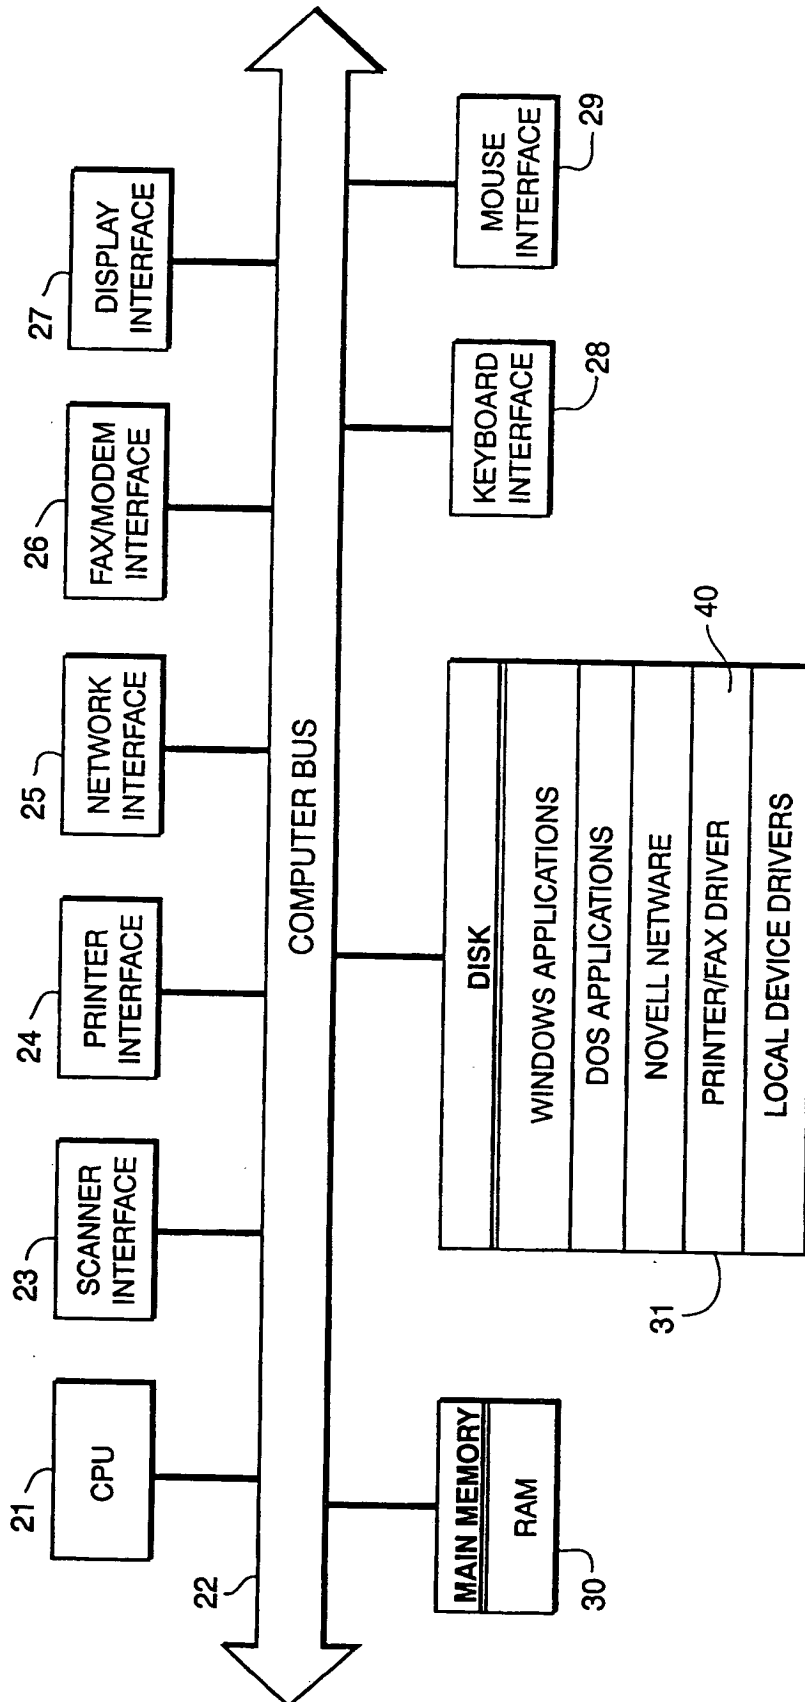 21
CPU
23
SCANNER
INTERFACE
24
PRINTER
INTERFACE
25
NETWORK
INTERFACE
26
FAX/MODEM
INTERFACE
27
DISPLAY
INTERFACE
22
COMPUTER BUS
MAIN MEMORY
RAM
30
DISK
WINDOWS APPLICATIONS
DOS APPLICATIONS
NOVELL NETWARE
PRINTER/FAX DRIVER
LOCAL DEVICE DRIVERS
31
40
KEYBOARD
INTERFACE
28
MOUSE
INTERFACE
29